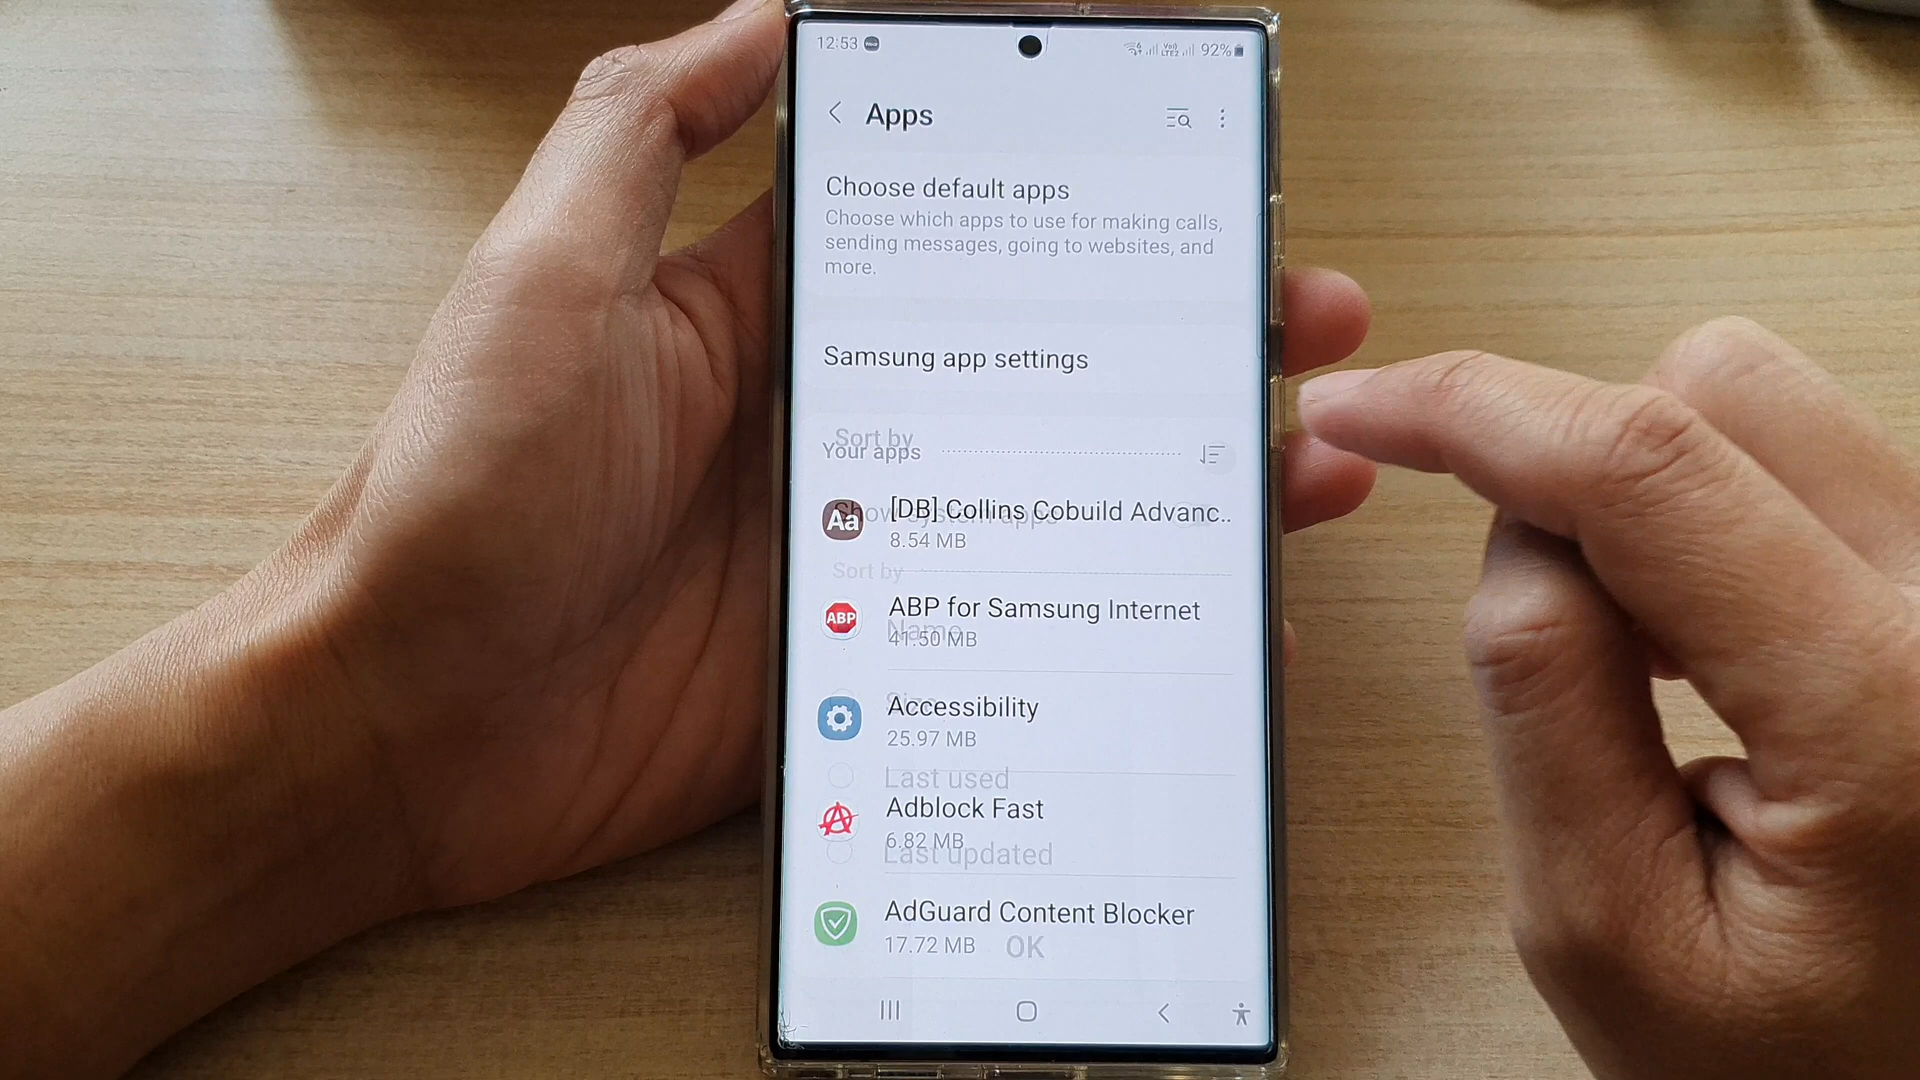 12:53
Vo)) LTE2 92%
Apps
Choose default apps
Choose which apps to use for making calls,
sending messages, going to websites, and
more.
Samsung app settings
Sort by
Your apps
Aa [DB] Collins Cobuild Advanc..
Show system apps
8.54 MB
Sort by
ABP ABP for Samsung Internet
Name
41.50 MB
Size
Accessibility
25.97 MB
Last used
Adblock Fast
6.82 MB
Last updated
AdGuard Content Blocker
17.72 MB
OK